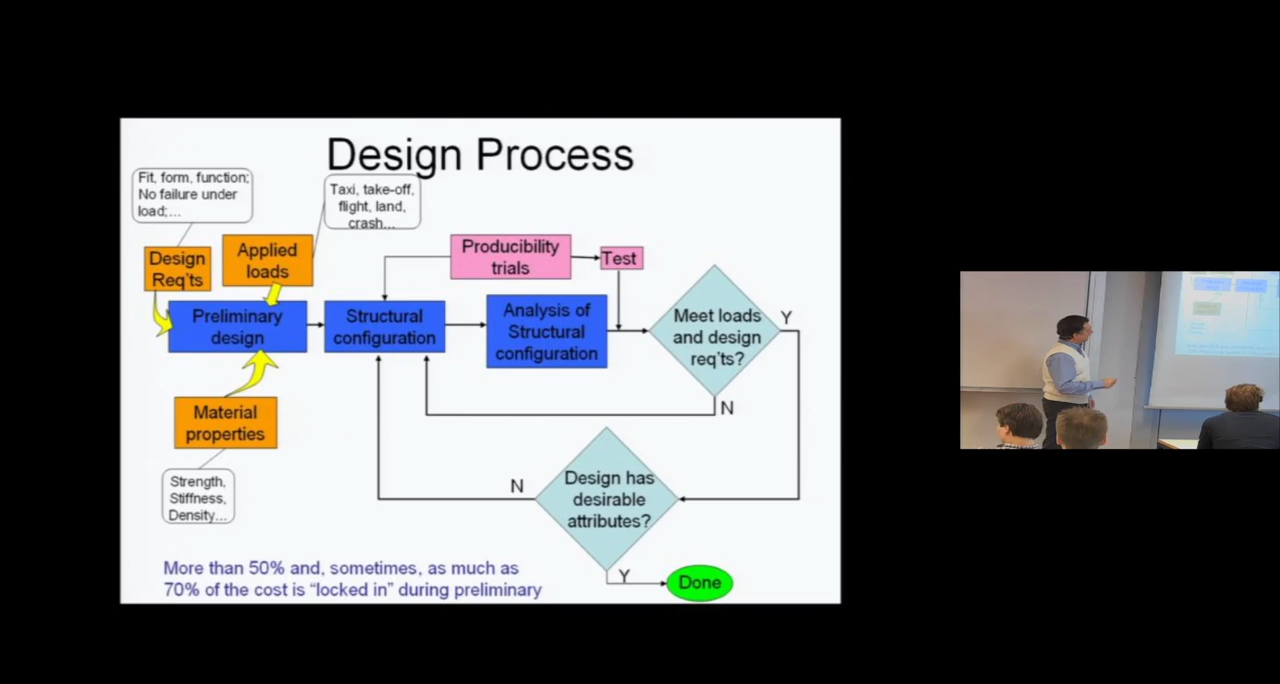 Design Process
Fit, form, function;
No failure under
load;...
Taxi, take-off,
flight, land,
crash...
Design
Req'ts
Applied
loads
Producibility
trials
Test
Preliminary
design
Structural
configuration
Analysis of
Structural
configuration
Meet loads
and design
req'ts?
Y
N
Material
properties
Strength,
Stiffness,
Density...
N
Design has
desirable
attributes?
Y
Done
More than 50% and, sometimes, as much as
70% of the cost is “locked in” during preliminary